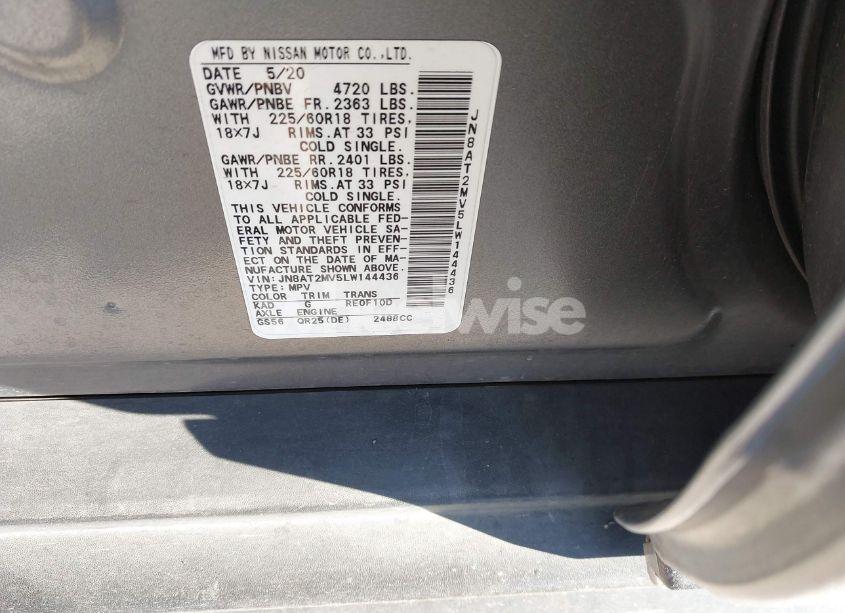 MFD BY NISSAN MOTOR CO.,LTD.
DATE 5/20
GVWR/PNBV 4720 LBS.
GAWR/PNBE FR. 2363 LBS.
WITH 225/60R18 TIRES,
18×7J RIMS.AT 33 PSI
COLD SINGLE.
GAWR/PNBE RR. 2401 LBS.
WITH 225/60R18 TIRES,
18×7J RIMS.AT 33 PSI
COLD SINGLE.
THIS VEHICLE CONFORMS
TO ALL APPLICABLE FED-
ERAL MOTOR VEHICLE SA-
FETY AND THEFT PREVEN-
TION STANDARDS IN EFF-
ECT ON THE DATE OF MA-
NUFACTURE SHOWN ABOVE.
VIN:JN8AT2MV5LW144436
TYPE:MPV
COLOR TRIM TRANS
KAD G RE0F10D
AXLE ENGINE
GS56 QR25(DE) 2488CC
JN8AT2MV5LW144436